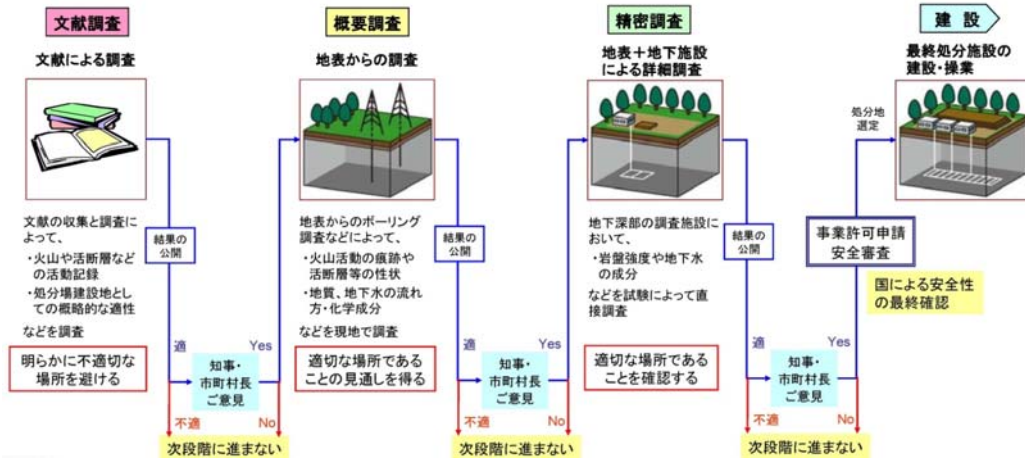 文献調査
文献による調査
文献の収集と調査に
よって、
・火山や活断層など
の活動記録
・処分場建設地とし
ての概略的な適性
などを調査
明らかに不適切な
場所を避ける
結果の
公開
適
不適
知事・
市町村長
ご意見
Yes
No
次段階に進まない
概要調査
地表からの調査
地表からのボーリング
調査などによって、
・火山活動の痕跡や
活断層等の性状
・地質、地下水の流れ
方・化学成分
などを現地で調査
適切な場所である
ことの見通しを得る
結果の
公開
適
不適
知事・
市町村長
ご意見
Yes
No
次段階に進まない
精密調査
地表＋地下施設
による詳細調査
地下深部の調査施設に
おいて、
・岩盤強度や地下水
の成分
などを試験によって直
接調査
適切な場所である
ことを確認する
結果の
公開
適
不適
知事・
市町村長
ご意見
Yes
No
次段階に進まない
建 設
最終処分施設の
建設・操業
処分地
選定
事業許可申請
安全審査
国による安全性
の最終確認